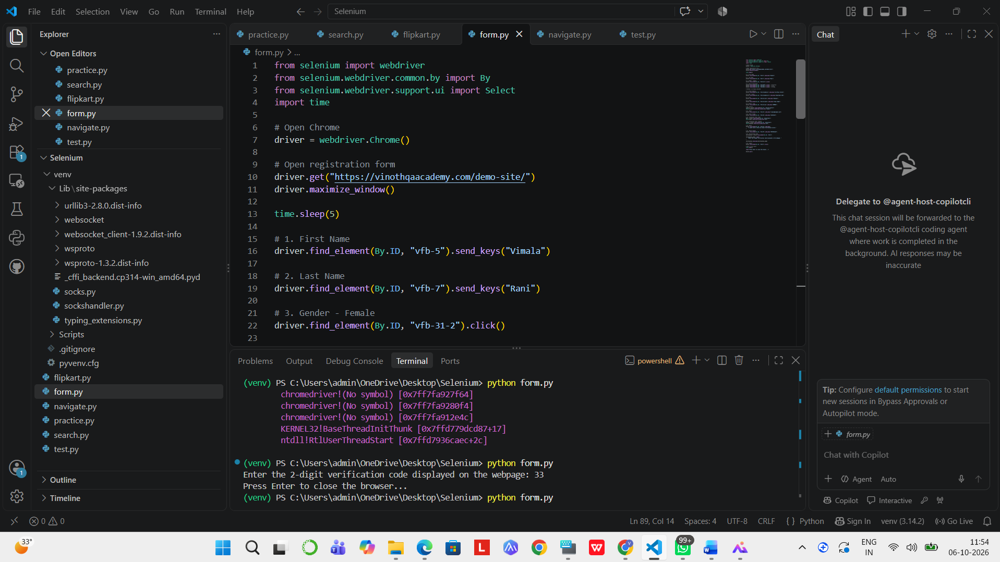 File Edit Selection View Go Run Terminal Help
Selenium
Explorer
Open Editors
practice.py
search.py
flipkart.py
form.py
navigate.py
test.py
Selenium
venv
Lib\site-packages
urllib3-2.8.0.dist-info
websocket
websocket_client-1.9.2.dist-info
wsproto
wsproto-1.3.2.dist-info
_cffi_backend.cp314-win_amd64.pyd
socks.py
sockshandler.py
typing_extensions.py
Scripts
.gitignore
pyvenv.cfg
flipkart.py
form.py
navigate.py
practice.py
search.py
test.py
Outline
Timeline
1
1
practice.py search.py flipkart.py form.py navigate.py test.py
form.py > ...
1 from selenium import webdriver
2 from selenium.webdriver.common.by import By
3 from selenium.webdriver.support.ui import Select
4 import time
5
6 # Open Chrome
7 driver = webdriver.Chrome()
8
9 # Open registration form
10 driver.get("https://vinothqaacademy.com/demo-site/")
11 driver.maximize_window()
12
13 time.sleep(5)
14
15 # 1. First Name
16 driver.find_element(By.ID, "vfb-5").send_keys("Vimala")
17
18 # 2. Last Name
19 driver.find_element(By.ID, "vfb-7").send_keys("Rani")
20
21 # 3. Gender - Female
22 driver.find_element(By.ID, "vfb-31-2").click()
23
Problems Output Debug Console Terminal Ports
powershell
(venv) PS C:\Users\admin\OneDrive\Desktop\Selenium> python form.py
chromedriver!(No symbol) [0x7ff7fa927f64]
chromedriver!(No symbol) [0x7ff7fa9280f4]
chromedriver!(No symbol) [0x7ff7fa912e4c]
KERNEL32!BaseThreadInitThunk [0x7ffd779dcd87+17]
ntdll!RtlUserThreadStart [0x7ffd7936caec+2c]
(venv) PS C:\Users\admin\OneDrive\Desktop\Selenium> python form.py
Enter the 2-digit verification code displayed on the webpage: 33
Press Enter to close the browser...
(venv) PS C:\Users\admin\OneDrive\Desktop\Selenium> python form.py
Chat
Delegate to @agent-host-copilotcli
This chat session will be forwarded to the
@agent-host-copilotcli coding agent
where work is completed in the
background. AI responses may be
inaccurate
Tip: Configure default permissions to start
new sessions in Bypass Approvals or
Autopilot mode.
form.py
Chat with Copilot
Agent Auto
Copilot Interactive
0 0
Ln 89, Col 14 Spaces: 4 UTF-8 CRLF { } Python Sign In venv (3.14.2) Go Live
33°
99+
ENG
IN
11:54
06-10-2026